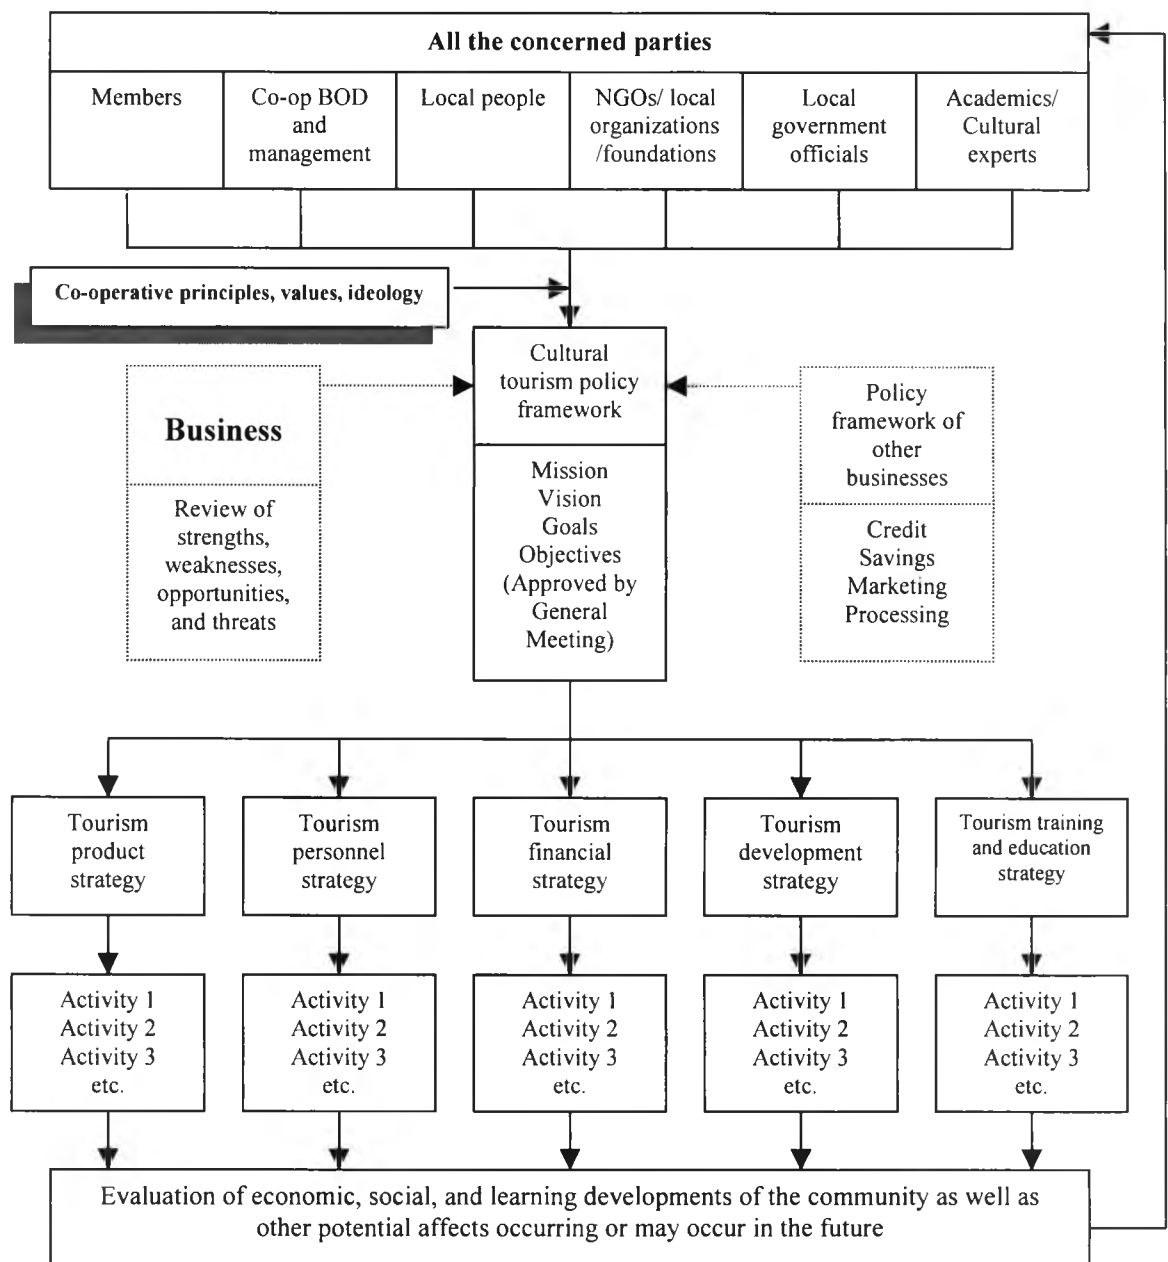 All the concerned parties
Members
Co-op BOD
and
management
Local people
NGOs/ local
organizations
/foundations
Local
government
officials
Academics/
Cultural
experts
Co-operative principles, values, ideology
Cultural
tourism policy
framework
Mission
Vision
Goals
Objectives
(Approved by
General
Meeting)
Business
Review of
strengths,
weaknesses,
opportunities,
and threats
Policy
framework of
other
businesses
Credit
Savings
Marketing
Processing
Tourism
product
strategy
Tourism
personnel
strategy
Tourism
financial
strategy
Tourism
development
strategy
Tourism training
and education
strategy
Activity 1
Activity 2
Activity 3
etc.
Activity 1
Activity 2
Activity 3
etc.
Activity 1
Activity 2
Activity 3
etc.
Activity 1
Activity 2
Activity 3
etc.
Activity 1
Activity 2
Activity 3
etc.
Evaluation of economic, social, and learning developments of the community as well as
other potential affects occurring or may occur in the future